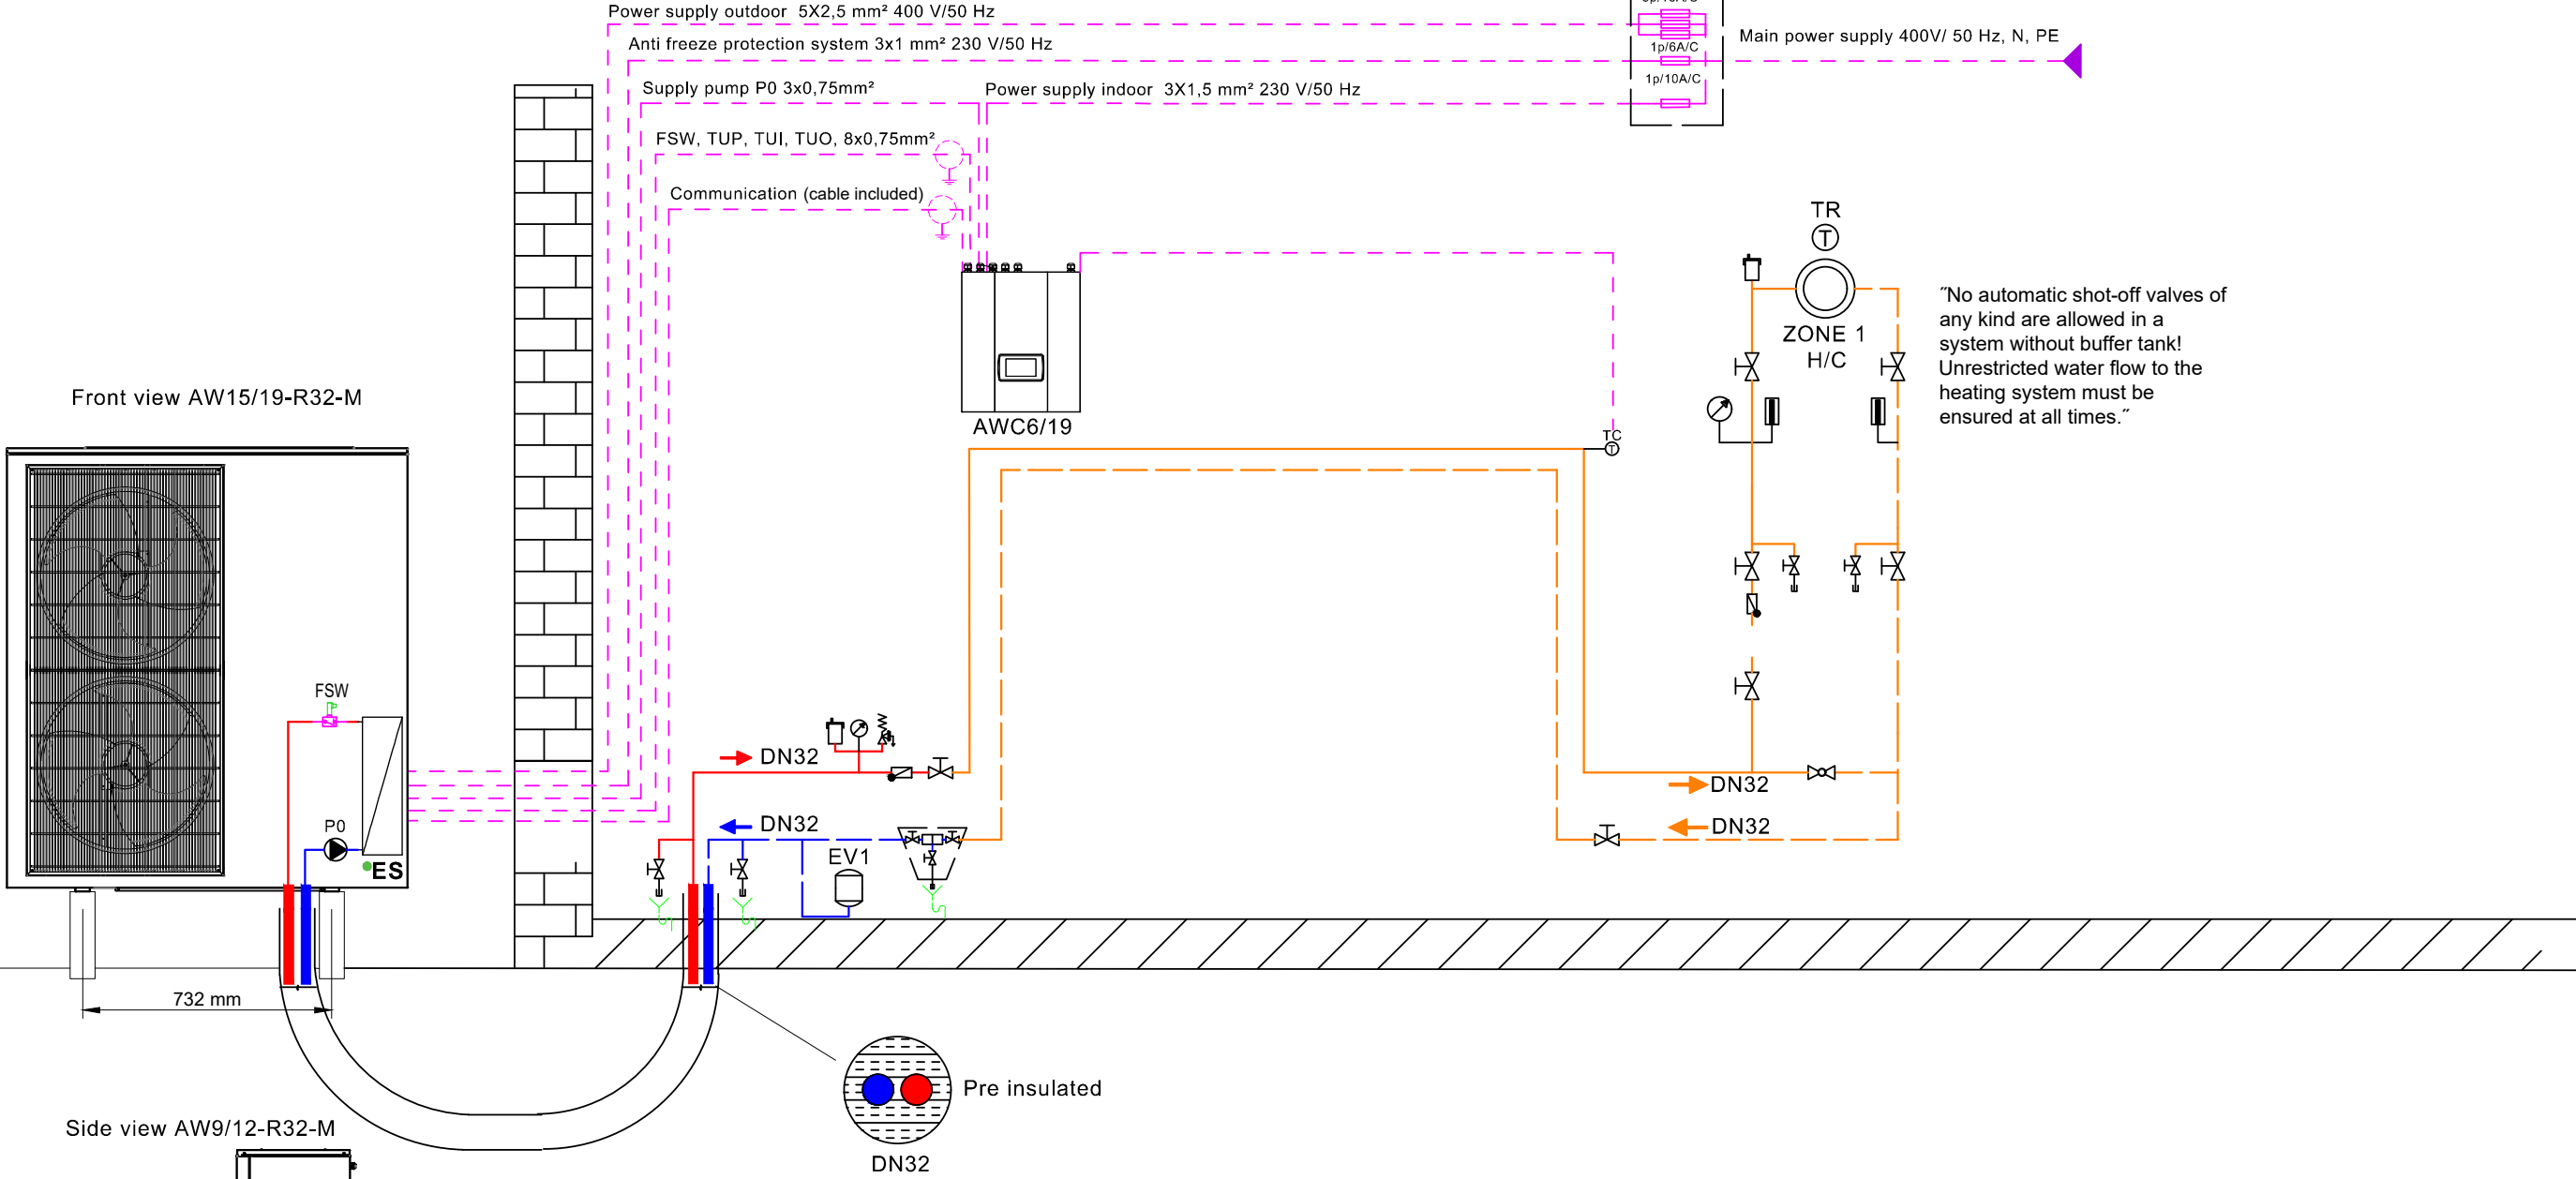 Power supply outdoor 5X2,5 mm² 400 V/50 Hz
Anti freeze protection system 3x1 mm² 230 V/50 Hz
1p/6A/C
Main power supply 400V/ 50 Hz, N, PE
1p/10A/C
Supply pump P0 3x0,75mm²
Power supply indoor 3X1,5 mm² 230 V/50 Hz
FSW, TUP, TUI, TUO, 8x0,75mm²
Communication (cable included)
TR
T
ZONE 1
H/C
˝No automatic shot-off valves of
any kind are allowed in a
system without buffer tank!
Unrestricted water flow to the
heating system must be
ensured at all times.˝
Front view AW15/19-R32-M
AWC6/19
TC
T
FSW
P0
ES
DN32
DN32
EV1
DN32
DN32
732 mm
Pre insulated
DN32
Side view AW9/12-R32-M